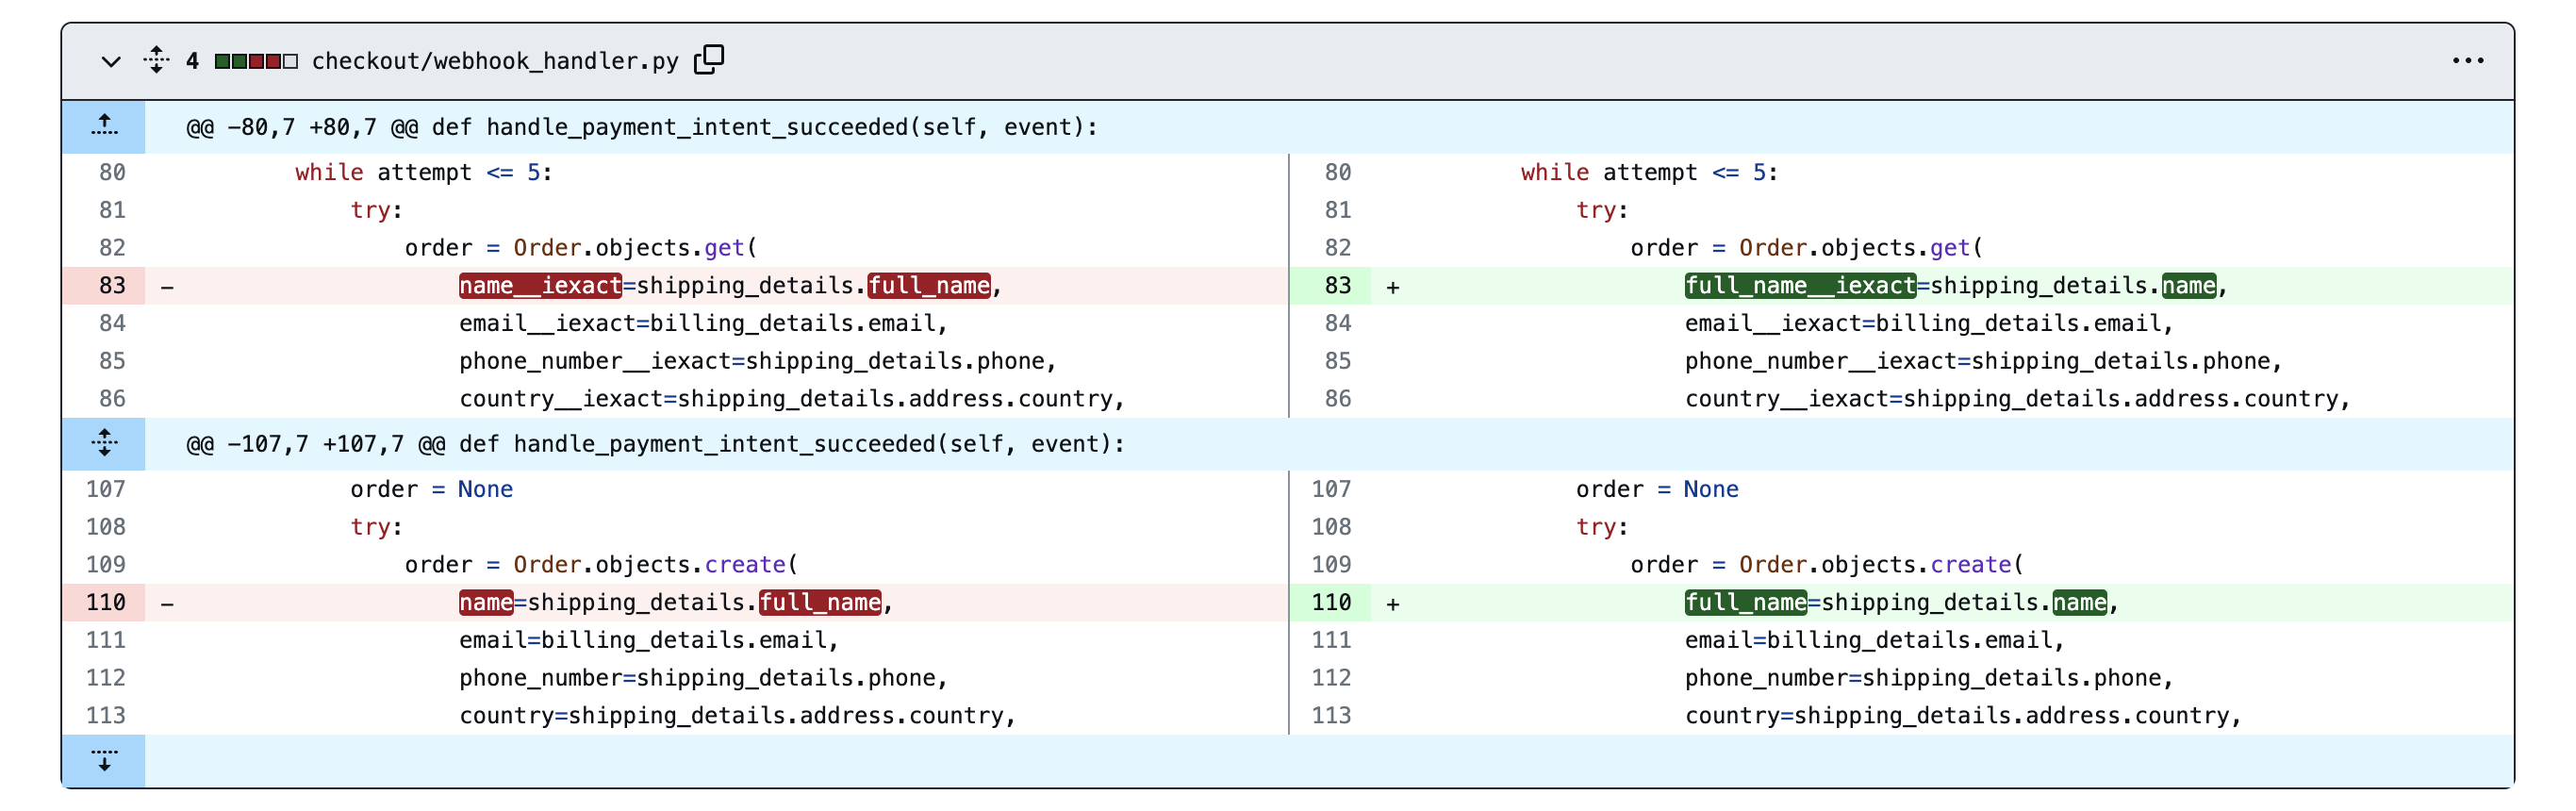 4 checkout/webhook_handler.py
@@ -80,7 +80,7 @@ def handle_payment_intent_succeeded(self, event):
80 while attempt <= 5: 80 while attempt <= 5:
81 try: 81 try:
82 order = Order.objects.get( 82 order = Order.objects.get(
83 - name__iexact=shipping_details.full_name, 83 + full_name__iexact=shipping_details.name,
84 email__iexact=billing_details.email, 84 email__iexact=billing_details.email,
85 phone_number__iexact=shipping_details.phone, 85 phone_number__iexact=shipping_details.phone,
86 country__iexact=shipping_details.address.country, 86 country__iexact=shipping_details.address.country,
@@ -107,7 +107,7 @@ def handle_payment_intent_succeeded(self, event):
107 order = None 107 order = None
108 try: 108 try:
109 order = Order.objects.create( 109 order = Order.objects.create(
110 - name=shipping_details.full_name, 110 + full_name=shipping_details.name,
111 email=billing_details.email, 111 email=billing_details.email,
112 phone_number=shipping_details.phone, 112 phone_number=shipping_details.phone,
113 country=shipping_details.address.country, 113 country=shipping_details.address.country,